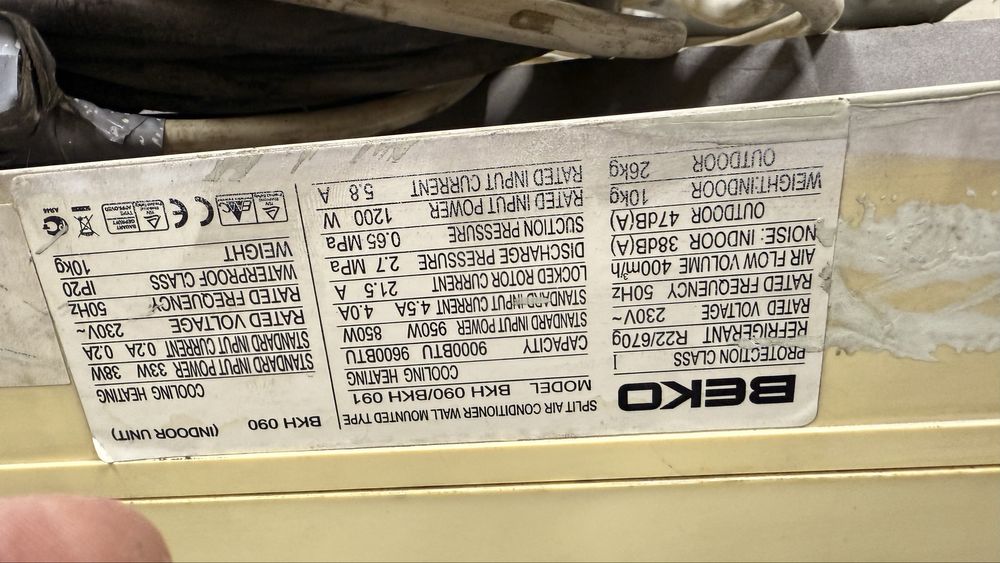 BEKO
PROTECTION CLASS I
REFRIGERANT R22/670g
RATED VOLTAGE 230V~
RATED FREQUENCY 50Hz
AIR FLOW VOLUME 400m³/h
NOISE: INDOOR 38dB(A)
OUTDOOR 47dB(A)
WEIGHT:INDOOR 10kg
OUTDOOR 26kg
SPLIT AIR CONDITIONER WALL MOUNTED TYPE
MODEL BKH 090/BKH 091
COOLING HEATING
CAPACITY 9000BTU 9600BTU
STANDARD INPUT POWER 950W 850W
STANDARD INPUT CURRENT 4.5A 4.0A
LOCKED ROTOR CURRENT 21.5 A
DISCHARGE PRESSURE 2.7 MPa
SUCTION PRESSURE 0.65 MPa
RATED INPUT POWER 1200 W
RATED INPUT CURRENT 5.8 A
BKH 090 (INDOOR UNIT)
COOLING HEATING
STANDARD INPUT POWER 33W 38W
STANDARD INPUT CURRENT 0.2A 0.2A
RATED VOLTAGE 230V~
RATED FREQUENCY 50HZ
WATERPROOF CLASS IP20
WEIGHT 10kg
CE
BAUART
GEPRÜFT
TYPE
APPROVED